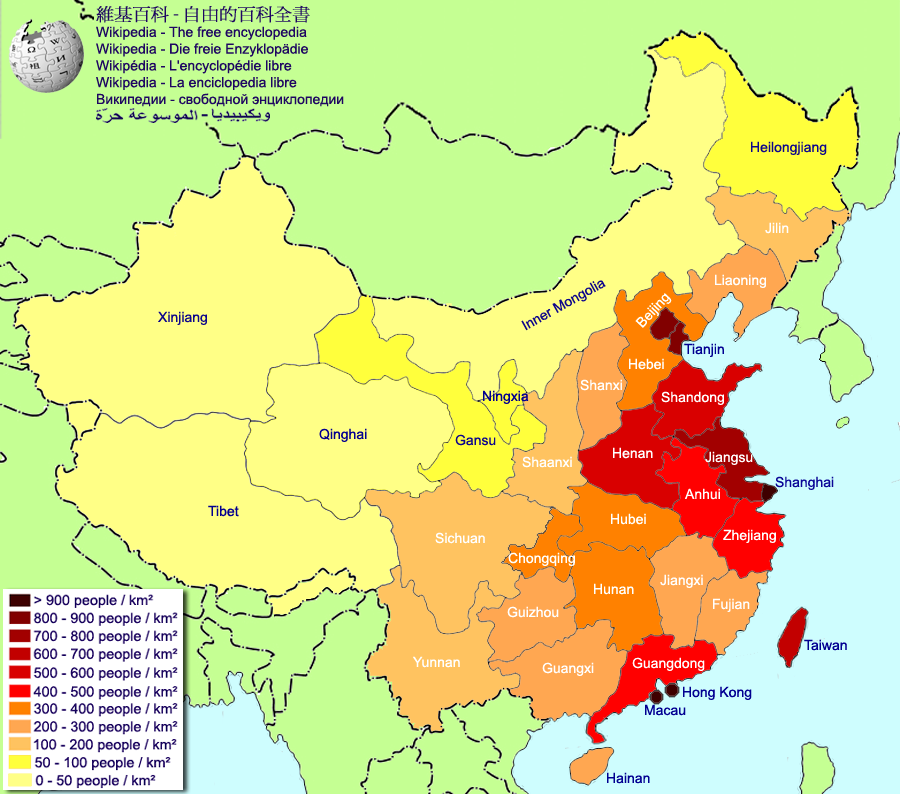 維基百科 - 自由的百科全書
Wikipedia - The free encyclopedia
Wikipedia - Die freie Enzyklopädie
Wikipédia - L'encyclopédie libre
Wikipedia - La enciclopedia libre
Википедии - свободной энциклопедии
ويكيبيديا - الموسوعة حرّة
Heilongjiang
Jilin
Liaoning
Inner Mongolia
Beijing
Xinjiang
Tianjin
Hebei
Shanxi
Ningxia
Shandong
Qinghai
Gansu
Henan
Jiangsu
Shaanxi
Shanghai
Anhui
Tibet
Hubei
Zhejiang
Sichuan
Chongqing
Hunan
Jiangxi
Fujian
Guizhou
Taiwan
Yunnan
Guangxi
Guangdong
Hong Kong
Macau
Hainan
> 900 people / km²
800 - 900 people / km²
700 - 800 people / km²
600 - 700 people / km²
500 - 600 people / km²
400 - 500 people / km²
300 - 400 people / km²
200 - 300 people / km²
100 - 200 people / km²
50 - 100 people / km²
0 - 50 people / km²